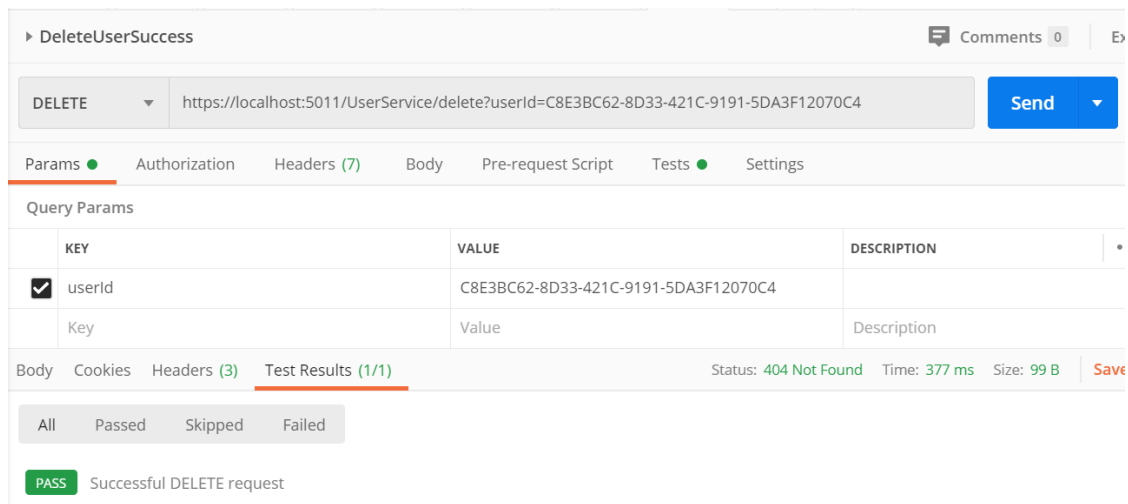 DeleteUserSuccess Comments 0 Ex
DELETE https://localhost:5011/UserService/delete?userId=C8E3BC62-8D33-421C-9191-5DA3F12070C4 Send
Params Authorization Headers (7) Body Pre-request Script Tests Settings
Query Params
KEY VALUE DESCRIPTION
userId C8E3BC62-8D33-421C-9191-5DA3F12070C4
Key Value Description
Body Cookies Headers (3) Test Results (1/1) Status: 404 Not Found Time: 377 ms Size: 99 B Save
All Passed Skipped Failed
PASS Successful DELETE request